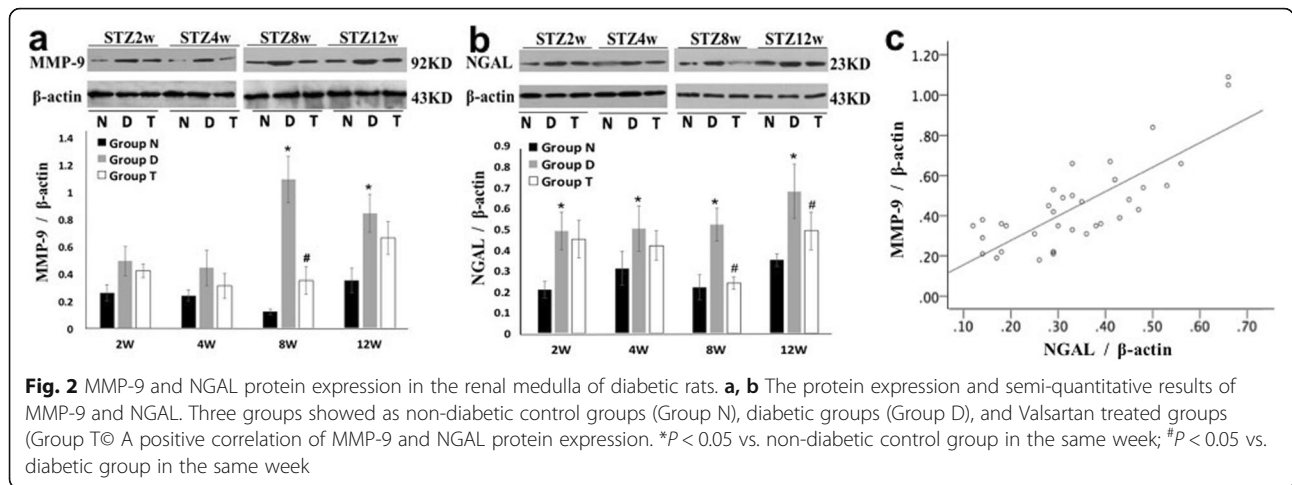 a
STZ2w STZ4w STZ8w STZ12w
MMP-9 92KD
β-actin 43KD
N D T N D T N D T N D T
Group N
Group D
Group T
MMP-9 / β-actin
1.4
1.2
1
0.8
0.6
0.4
0.2
0
*
#
*
2W 4W 8W 12W
b
STZ2w STZ4w STZ8w STZ12w
NGAL 23KD
β-actin 43KD
N D T N D T N D T N D T
Group N
Group D
Group T
NGAL / β-actin
0.9
0.8
0.7
0.6
0.5
0.4
0.3
0.2
0.1
0
*
*
*
#
*
#
2W 4W 8W 12W
c
MMP-9 / β-actin
1.20
1.00
.80
.60
.40
.20
.00
.10 .20 .30 .40 .50 .60 .70
NGAL / β-actin
Fig. 2 MMP-9 and NGAL protein expression in the renal medulla of diabetic rats. a, b The protein expression and semi-quantitative results of
MMP-9 and NGAL. Three groups showed as non-diabetic control groups (Group N), diabetic groups (Group D), and Valsartan treated groups
(Group T© A positive correlation of MMP-9 and NGAL protein expression. *P < 0.05 vs. non-diabetic control group in the same week; #P < 0.05 vs.
diabetic group in the same week